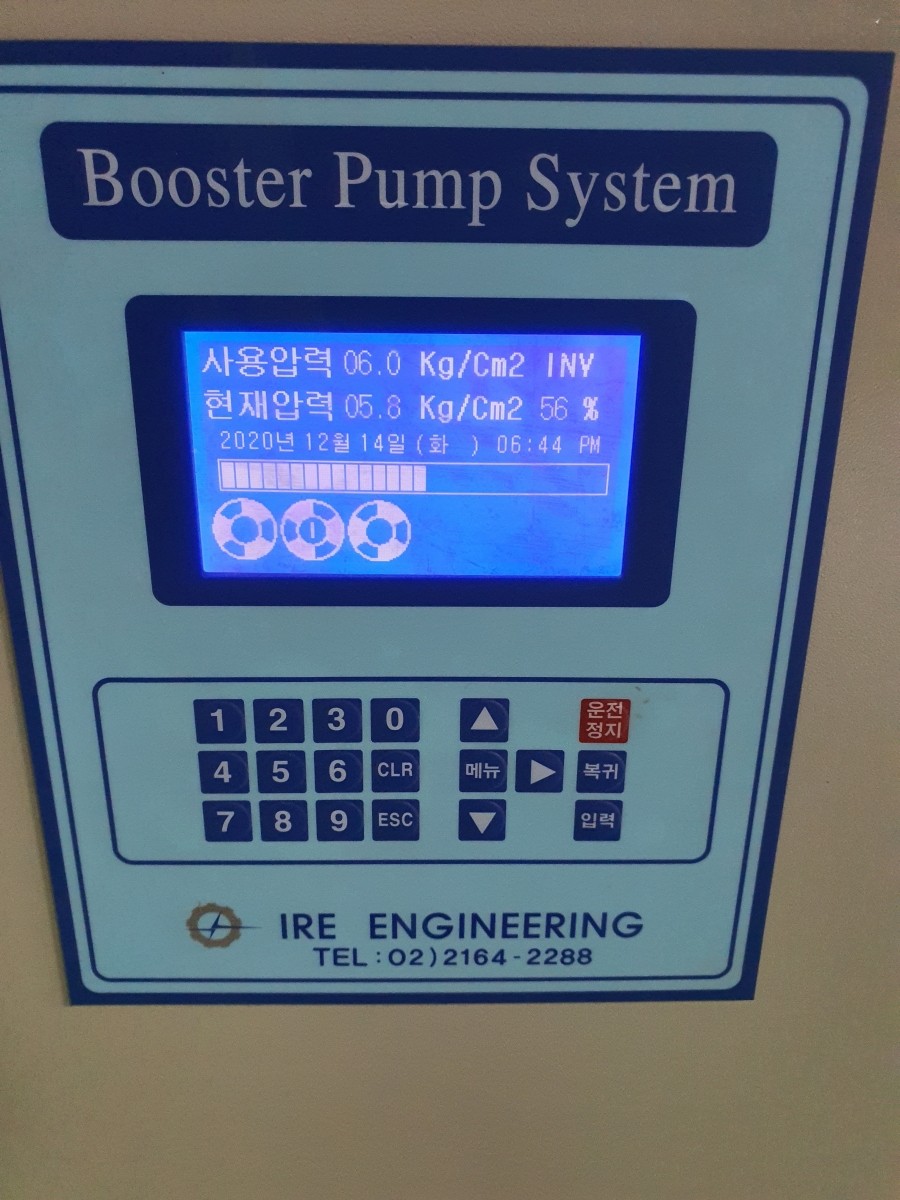 Booster Pump System
사용압력 06.0 Kg/Cm2 INV
현재압력 05.8 Kg/Cm2 56 %
2020년 12월 14일 (화 ) 06:44 PM
1 2 3 0 ▲ 운전 정지
4 5 6 CLR 메뉴 ▶ 복귀
7 8 9 ESC ▼ 입력
IRE ENGINEERING
TEL : 02) 2164 - 2288